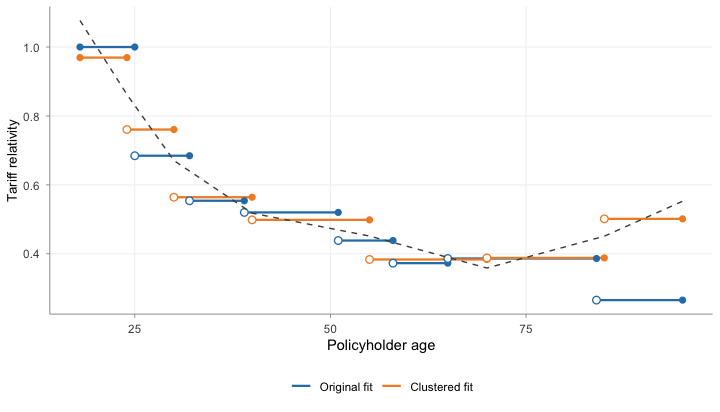 1.0
0.8
0.6
0.4
Tariff relativity
25 50 75
Policyholder age
Original fit Clustered fit